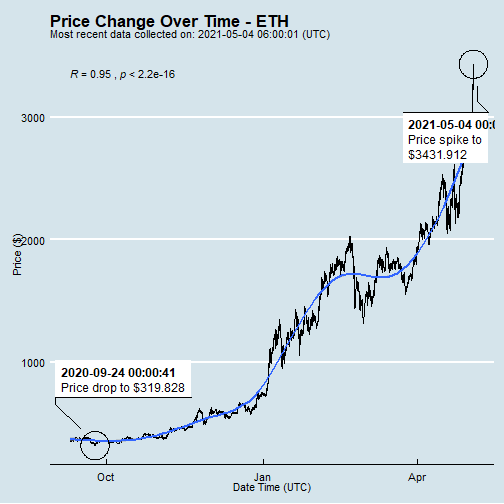 Price Change Over Time - ETH
Most recent data collected on: 2021-05-04 06:00:01 (UTC)
R = 0.95 , p < 2.2e-16
3000
2021-05-04 00:0
Price spike to
$3431.912
2000
Price ($)
1000
2020-09-24 00:00:41
Price drop to $319.828
Oct
Jan
Apr
Date Time (UTC)